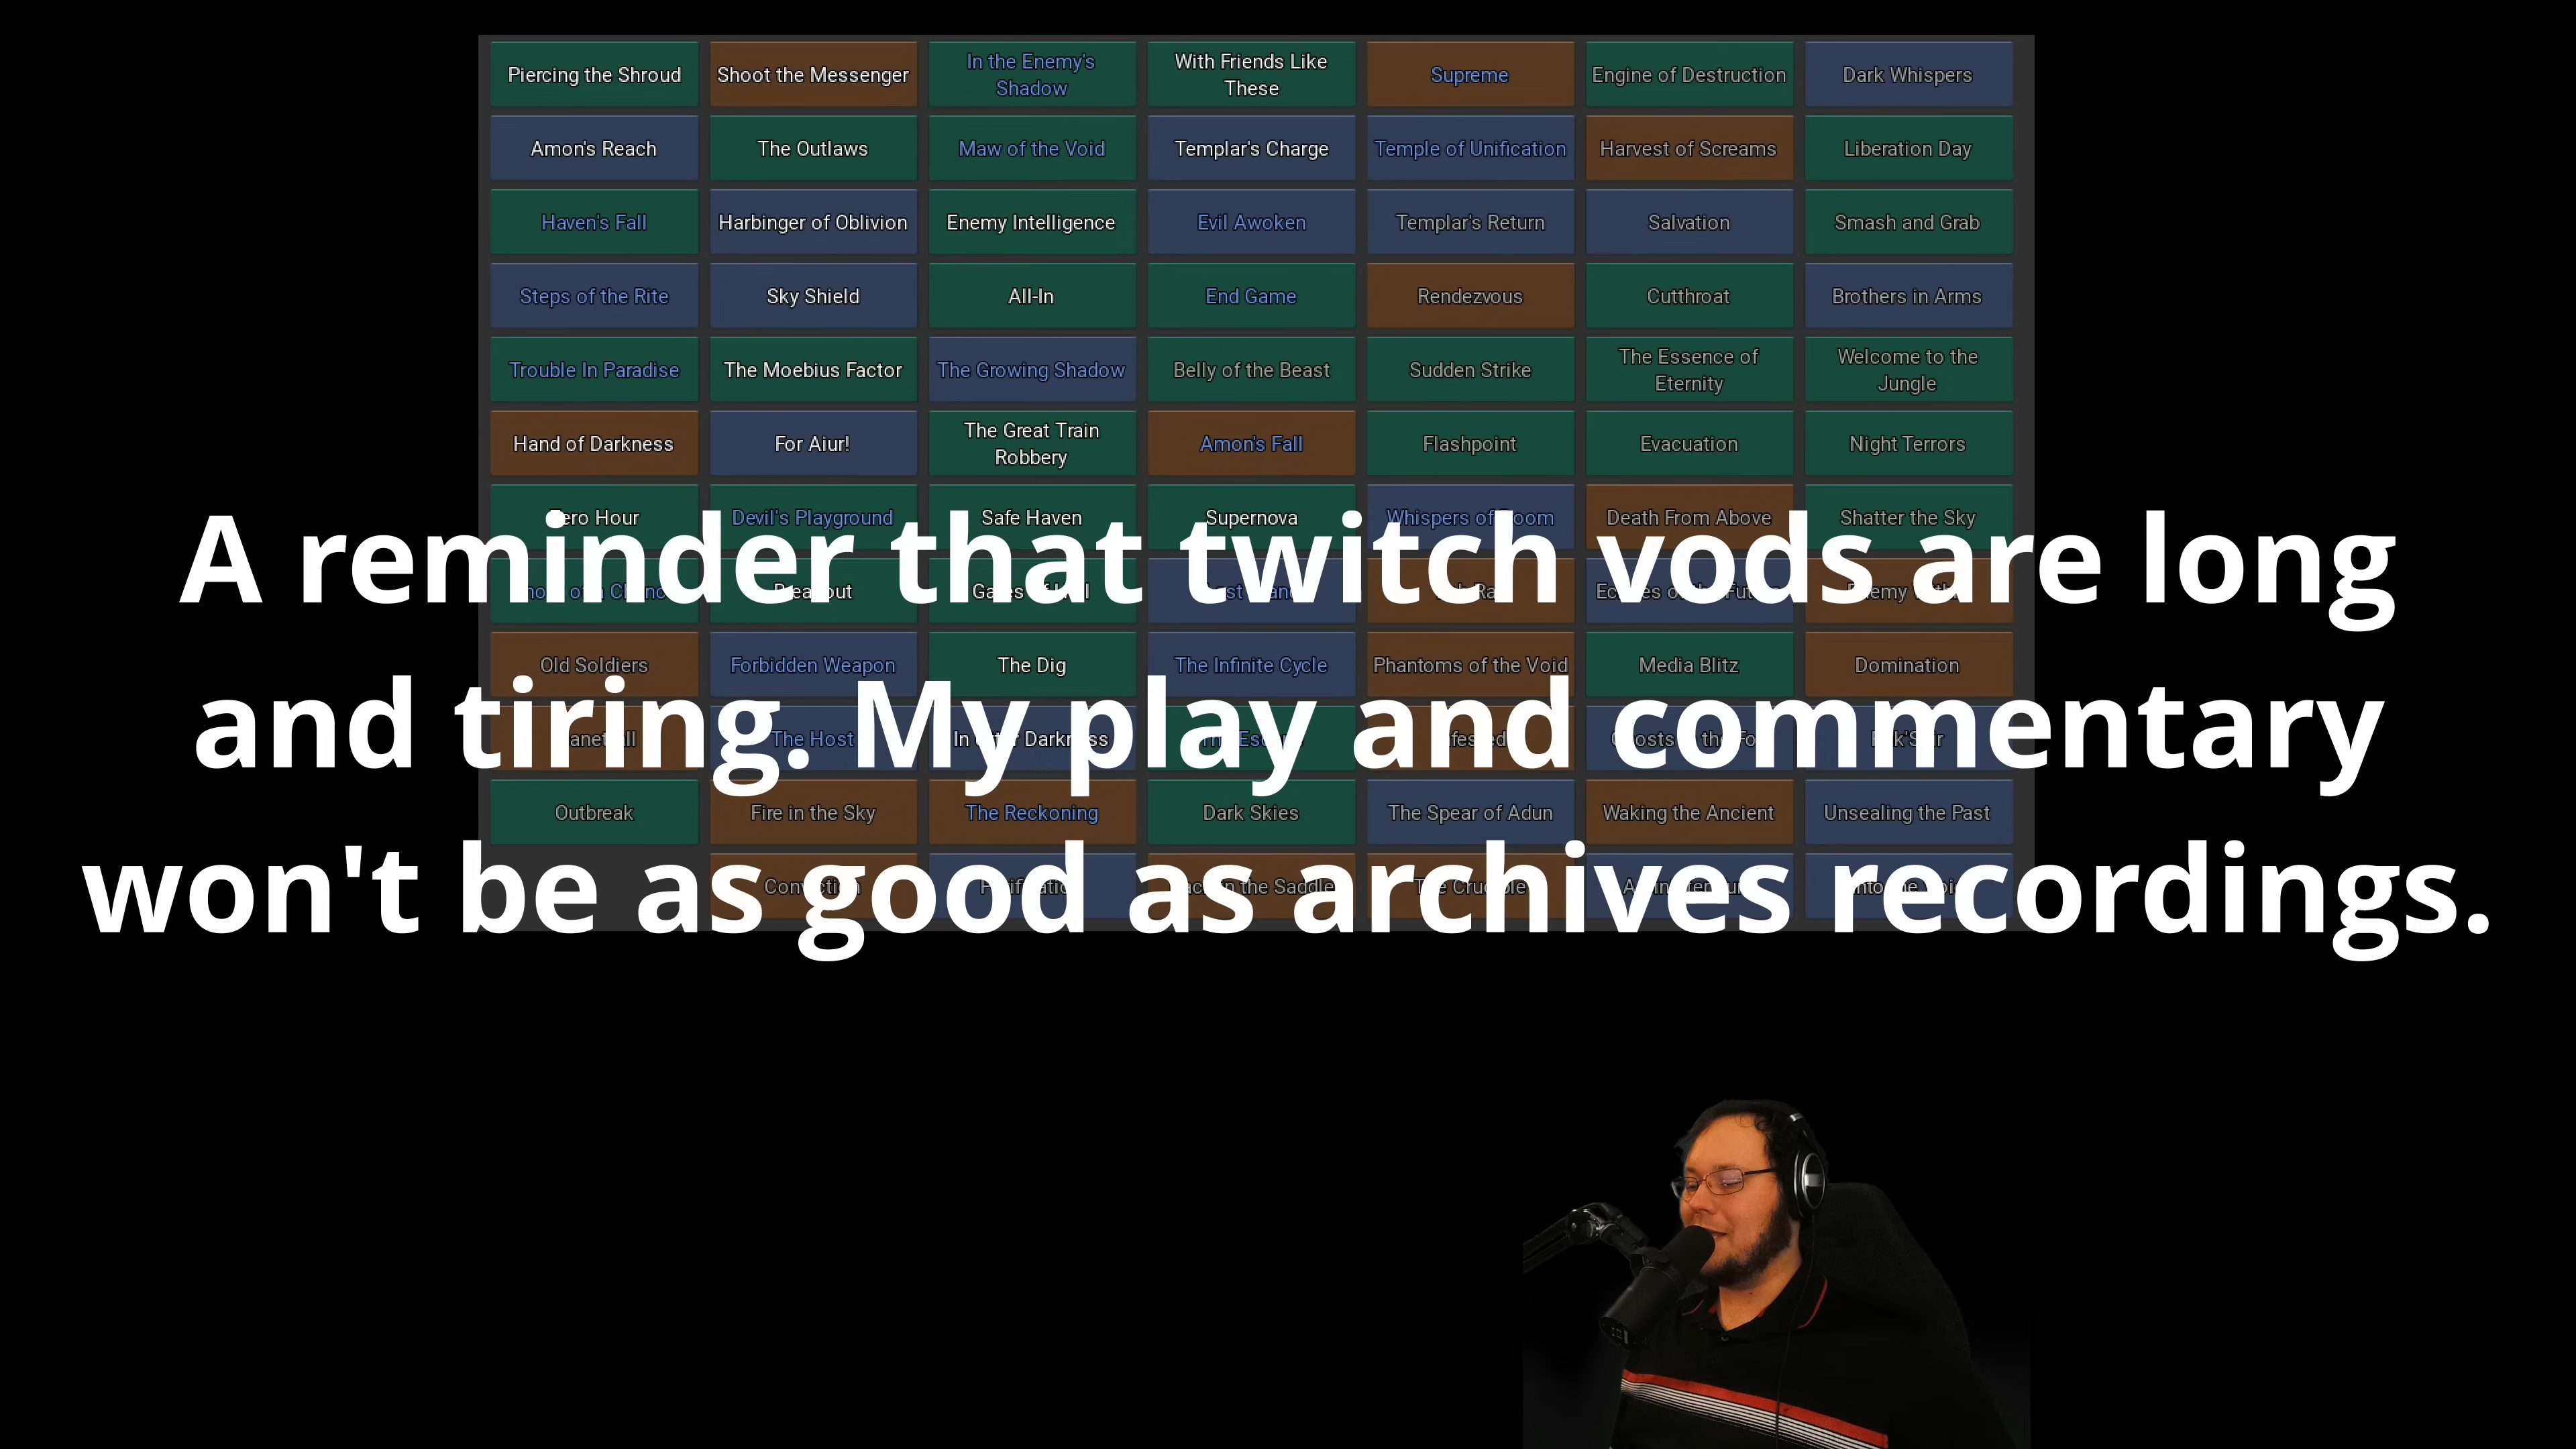 Piercing the Shroud
Shoot the Messenger
In the Enemy's
Shadow
With Friends Like
These
Supreme
Engine of Destruction
Dark Whispers
Amon's Reach
The Outlaws
Maw of the Void
Templar's Charge
Temple of Unification
Harvest of Screams
Liberation Day
Haven's Fall
Harbinger of Oblivion
Enemy Intelligence
Evil Awoken
Templar's Return
Salvation
Smash and Grab
Steps of the Rite
Sky Shield
All-In
End Game
Rendezvous
Cutthroat
Brothers in Arms
Trouble In Paradise
The Moebius Factor
The Growing Shadow
Belly of the Beast
Sudden Strike
The Essence of
Eternity
Welcome to the
Jungle
Hand of Darkness
For Aiur!
The Great Train
Robbery
Amon's Fall
Flashpoint
Evacuation
Night Terrors
Hour
Devil's Playground
Safe Haven
Supernova
Whispers of Doom
Death From Above
Shatter the Sky
A reminder that twitch vods are long
Old Soldiers
Forbidden Weapon
The Dig
The Infinite Cycle
Phantoms of the Void
Media Blitz
Domination
and tiring. My play and commentary
The Host
Outbreak
Fire in the Sky
The Reckoning
Dark Skies
The Spear of Adun
Waking the Ancient
Unsealing the Past
won't be as good as archives recordings.